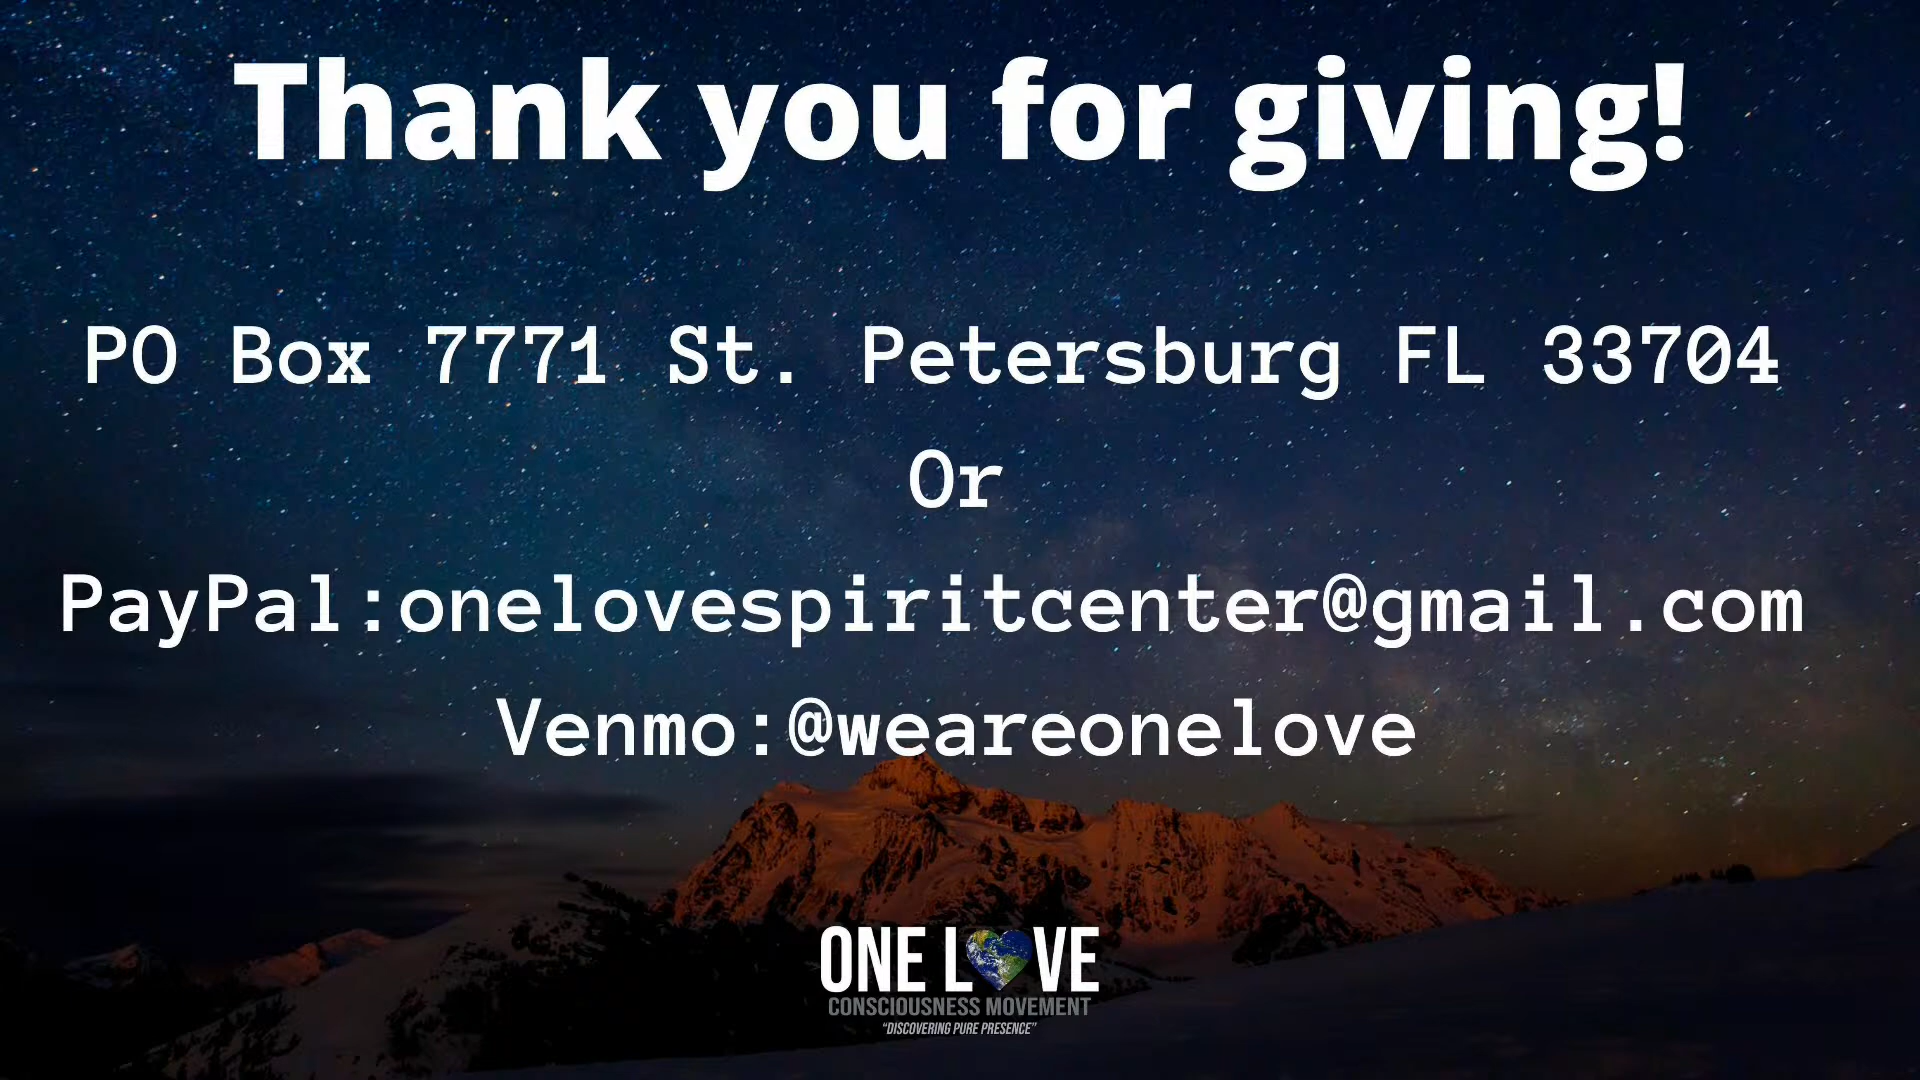 Thank you for giving!
PO Box 7771 St. Petersburg FL 33704
Or
PayPal:onelovespiritcenter@gmail.com
Venmo:@weareonelove
ONE LOVE
CONSCIOUSNESS MOVEMENT
"DISCOVERING PURE PRESENCE"